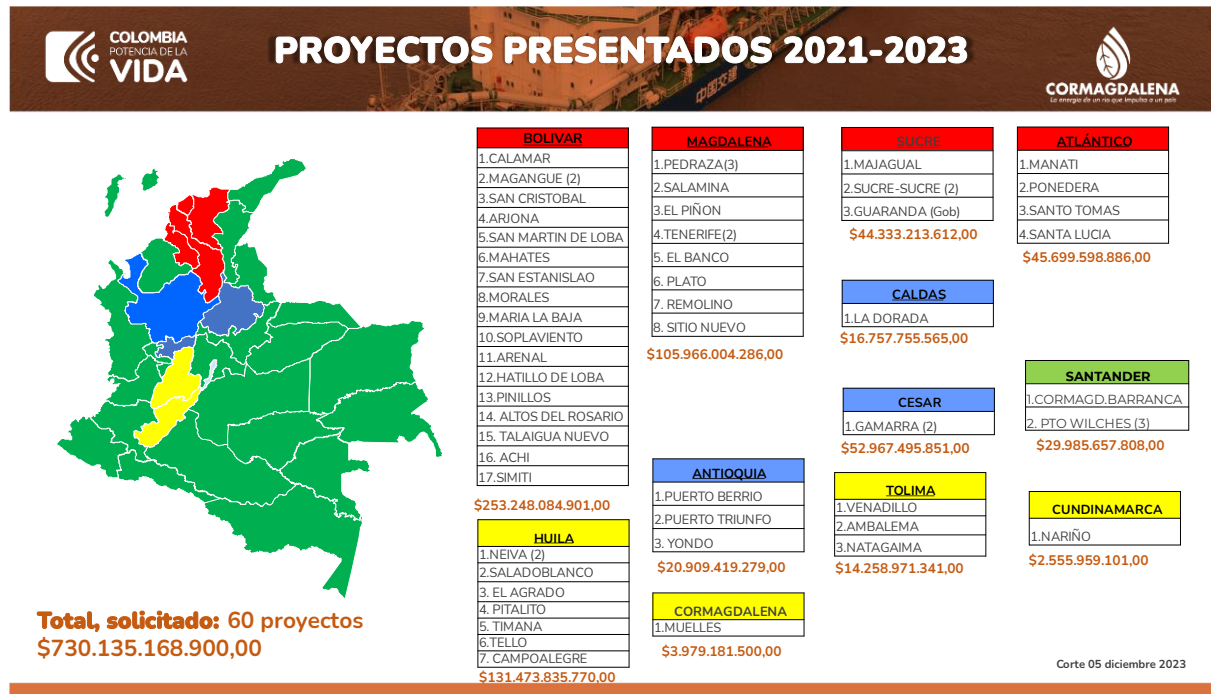 COLOMBIA
POTENCIA DE LA
VIDA
PROYECTOS PRESENTADOS 2021-2023
中国交建
CORMAGDALENA
La energía de un río que impulsa a un país
BOLIVAR
1.CALAMAR
2.MAGANGUE (2)
3.SAN CRISTOBAL
4.ARJONA
5.SAN MARTIN DE LOBA
6.MAHATES
7.SAN ESTANISLAO
8.MORALES
9.MARIA LA BAJA
10.SOPLAVIENTO
11.ARENAL
12.HATILLO DE LOBA
13.PINILLOS
14. ALTOS DEL ROSARIO
15. TALAIGUA NUEVO
16. ACHI
17.SIMITI
$253.248.084.901,00
HUILA
1.NEIVA (2)
2.SALADOBLANCO
3. EL AGRADO
4. PITALITO
5. TIMANA
6.TELLO
7. CAMPOALEGRE
$131.473.835.770,00
MAGDALENA
1.PEDRAZA(3)
2.SALAMINA
3.EL PIÑON
4.TENERIFE(2)
5. EL BANCO
6. PLATO
7. REMOLINO
8. SITIO NUEVO
$105.966.004.286,00
ANTIOQUIA
1.PUERTO BERRIO
2.PUERTO TRIUNFO
3. YONDO
$20.909.419.279,00
CORMAGDALENA
1.MUELLES
$3.979.181.500,00
SUCRE
1.MAJAGUAL
2.SUCRE-SUCRE (2)
3.GUARANDA (Gob)
$44.333.213.612,00
CALDAS
1.LA DORADA
$16.757.755.565,00
CESAR
1.GAMARRA (2)
$52.967.495.851,00
TOLIMA
1.VENADILLO
2.AMBALEMA
3.NATAGAIMA
$14.258.971.341,00
ATLÁNTICO
1.MANATI
2.PONEDERA
3.SANTO TOMAS
4.SANTA LUCIA
$45.699.598.886,00
SANTANDER
1.CORMAGD.BARRANCA
2. PTO WILCHES (3)
$29.985.657.808,00
CUNDINAMARCA
1.NARIÑO
$2.555.959.101,00
Total, solicitado: 60 proyectos
$730.135.168.900,00
Corte 05 diciembre 2023